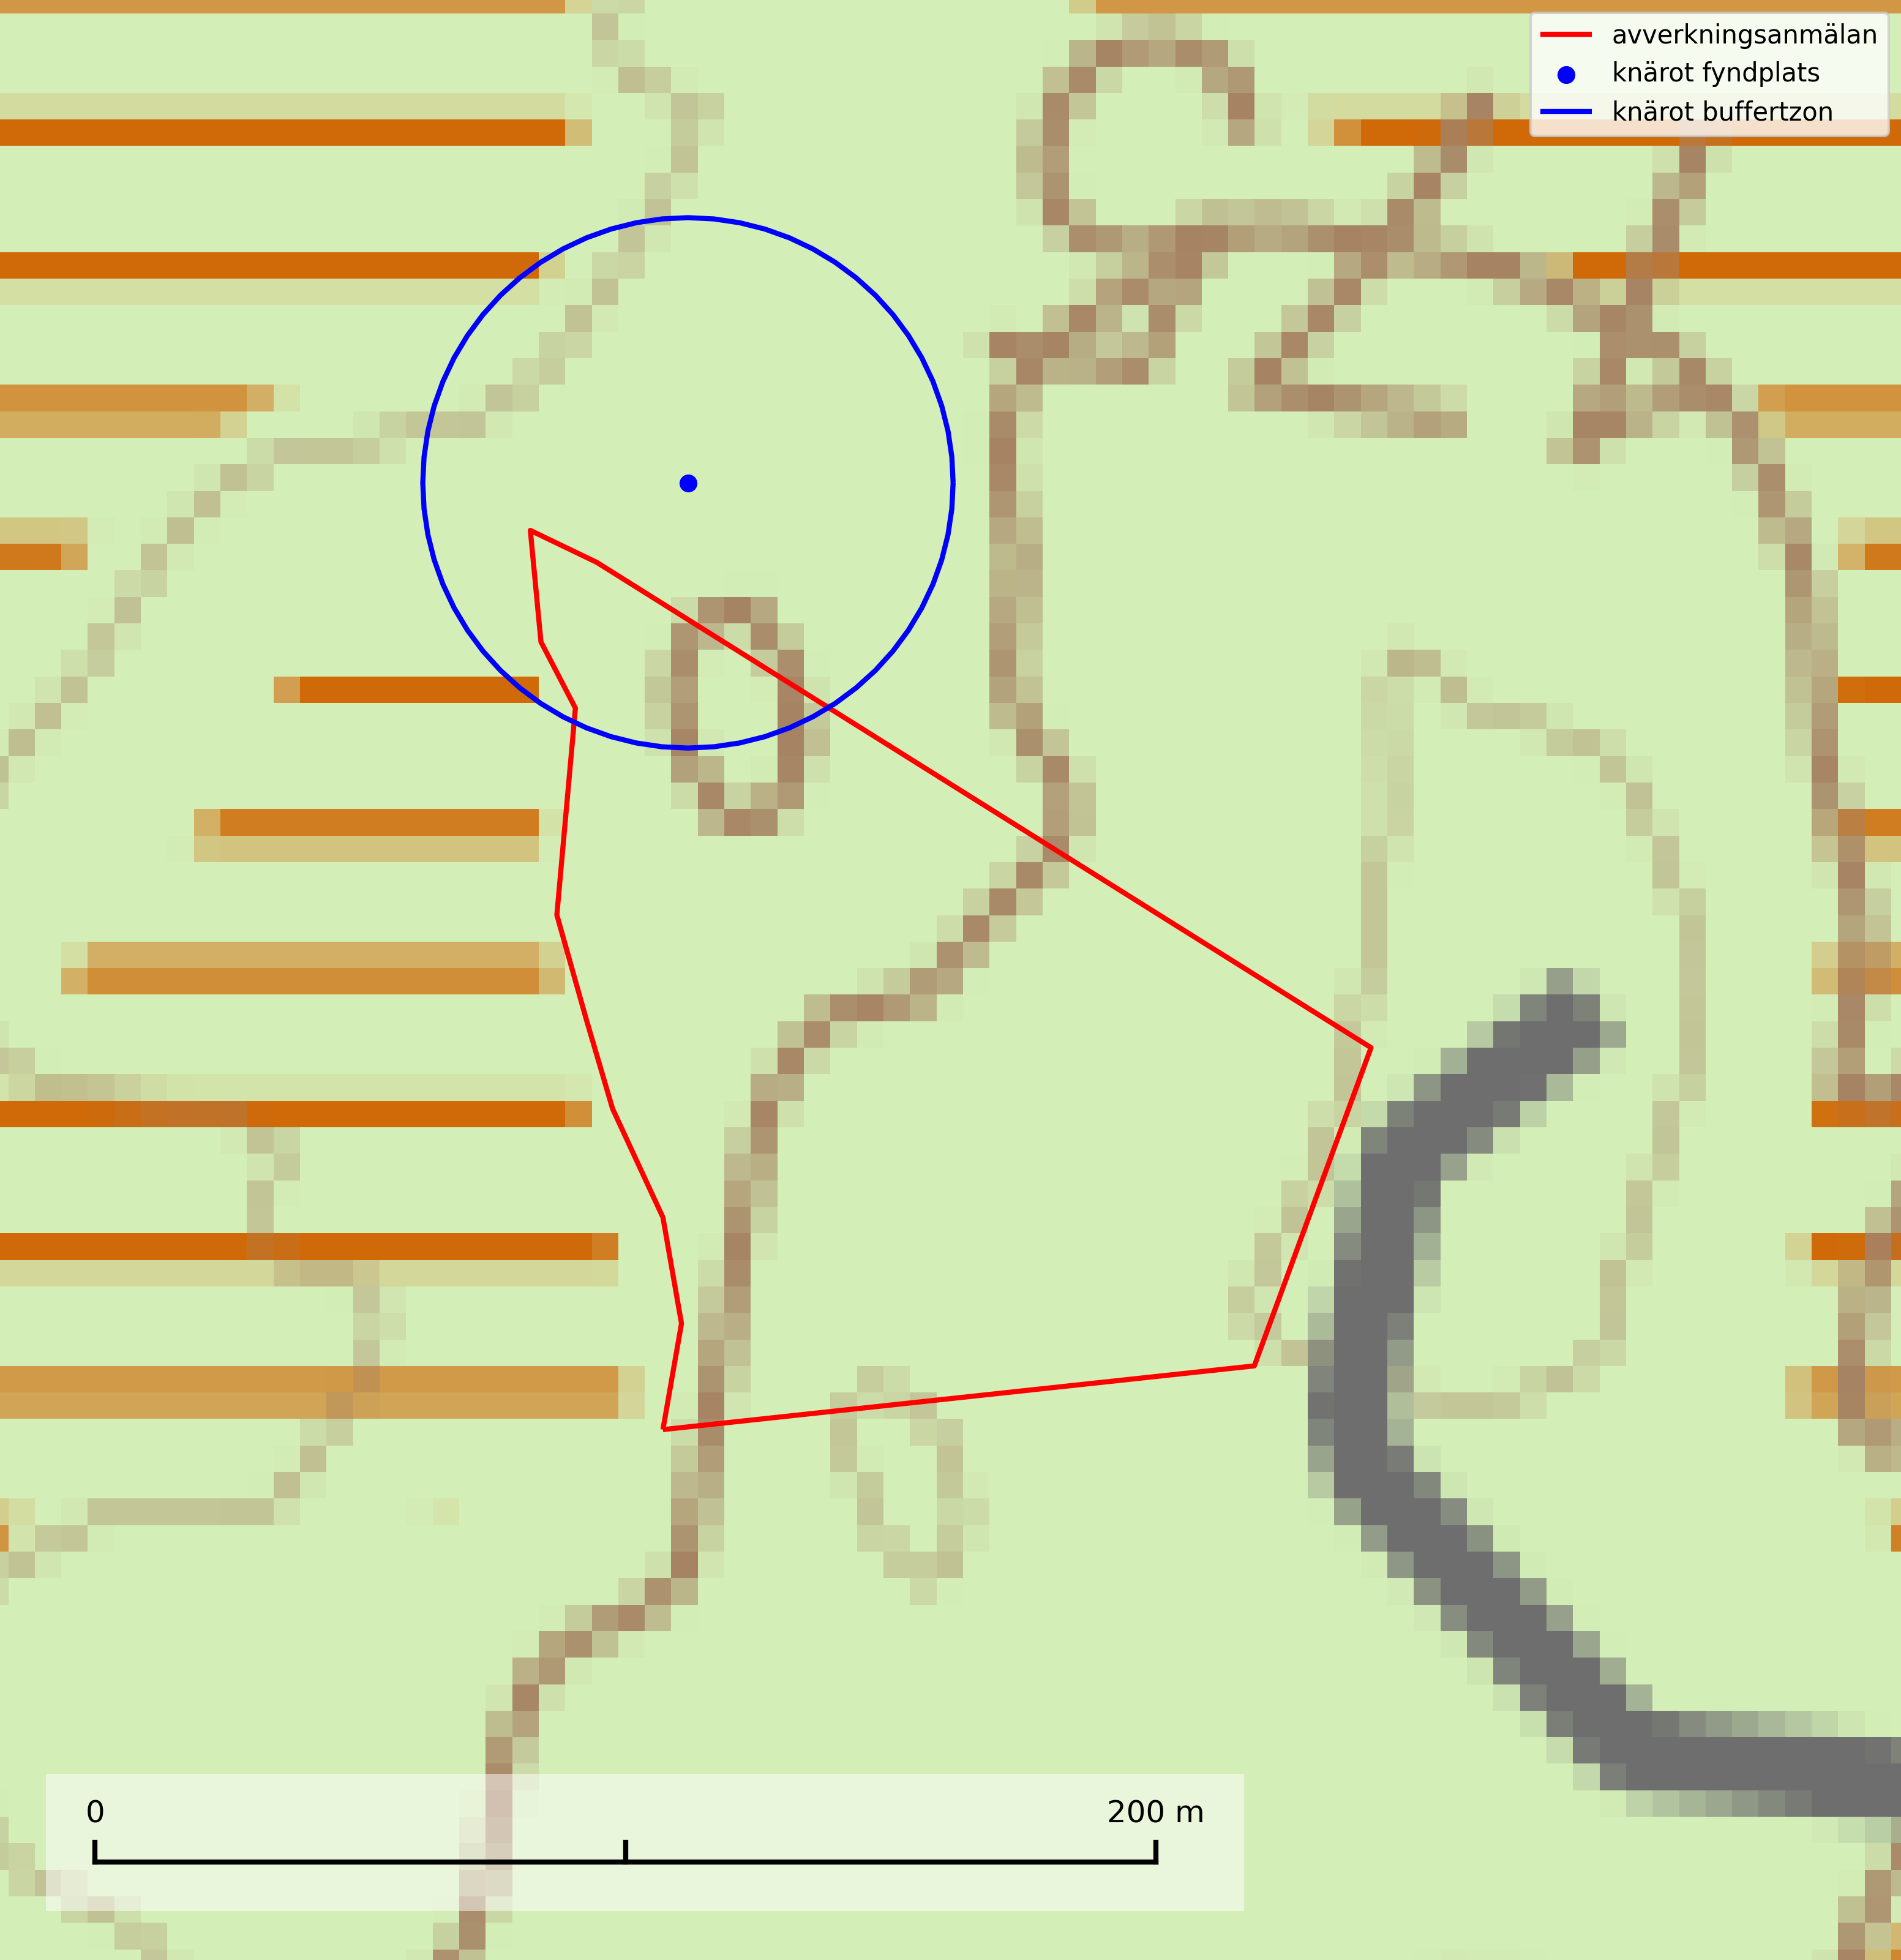 avverkningsanmälan
knärot fyndplats
knärot buffertzon
0
200 m